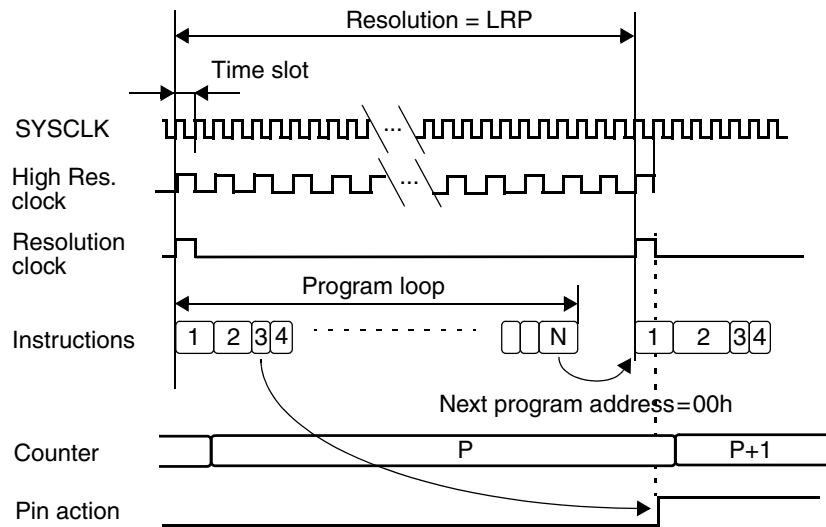 Resolution = LRP
Time slot
SYSCLK
...
High Res.
clock
...
Resolution
clock
Program loop
Instructions
1 2 3 4 N 1 2 3 4
Next program address=00h
Counter
P P+1
Pin action